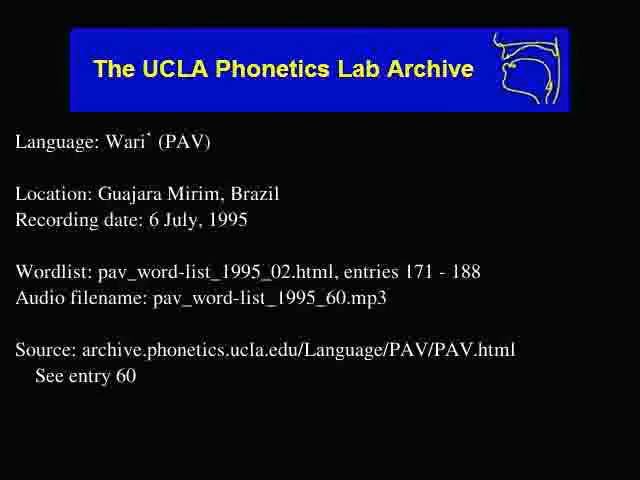 The UCLA Phonetics Lab Archive
Language: Wari` (PAV)
Location: Guajara Mirim, Brazil
Recording date: 6 July, 1995
Wordlist: pav_word-list_1995_02.html, entries 171 - 188
Audio filename: pav_word-list_1995_60.mp3
Source: archive.phonetics.ucla.edu/Language/PAV/PAV.html
See entry 60